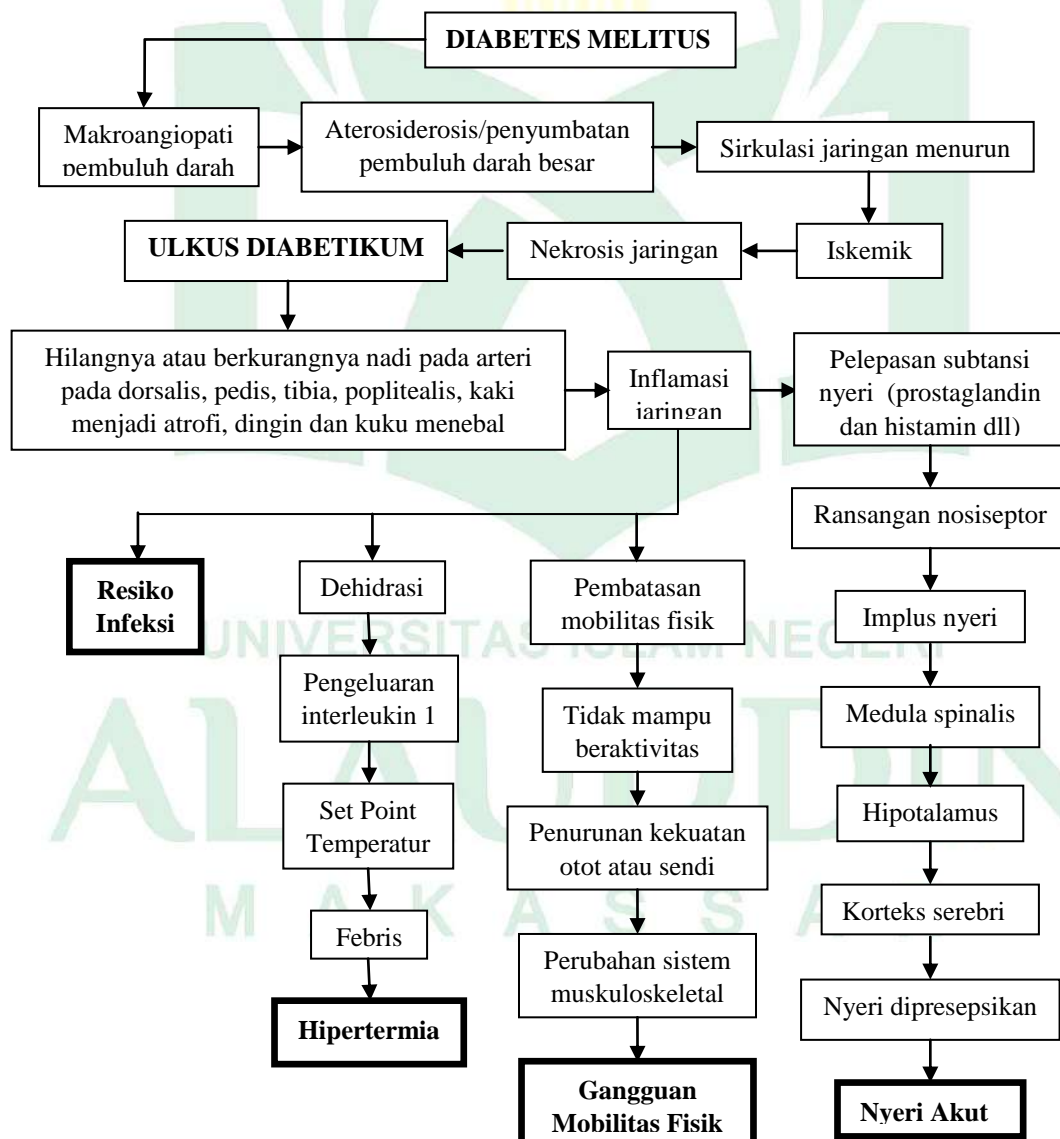 DIABETES MELITUS
Makroangiopati
pembuluh darah
Aterosiderosis/penyumbatan
pembuluh darah besar
Sirkulasi jaringan menurun
ULKUS DIABETIKUM
Nekrosis jaringan
Iskemik
Hilangnya atau berkurangnya nadi pada arteri
pada dorsalis, pedis, tibia, poplitealis, kaki
menjadi atrofi, dingin dan kuku menebal
Inflamasi
jaringan
Pelepasan subtansi
nyeri (prostaglandin
dan histamin dll)
Ransangan nosiseptor
Resiko
Infeksi
Dehidrasi
Pembatasan
mobilitas fisik
Implus nyeri
UNIVERSITAS ISLAM NEGERI
Pengeluaran
interleukin 1
Tidak mampu
beraktivitas
Medula spinalis
ALAUDDIN
Set Point
Temperatur
Penurunan kekuatan
otot atau sendi
Hipotalamus
MAKASSAR
Febris
Korteks serebri
Perubahan sistem
muskuloskeletal
Nyeri dipresepsikan
Hipertermia
Gangguan
Mobilitas Fisik
Nyeri Akut